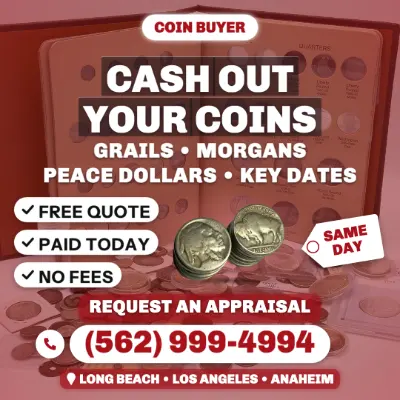 COIN BUYER
CASH OUT
YOUR COINS
GRAILS • MORGANS
PEACE DOLLARS • KEY DATES
FREE QUOTE
PAID TODAY
NO FEES
SAME
DAY
REQUEST AN APPRAISAL
(562) 999-4994
LONG BEACH • LOS ANGELES • ANAHEIM